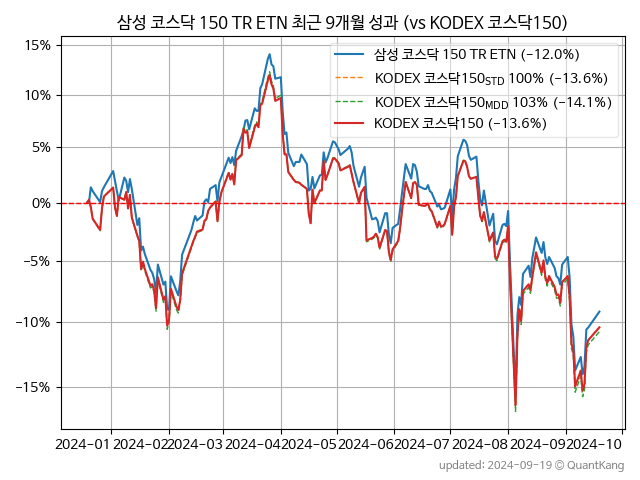 삼성 코스닥 150 TR ETN 최근 9개월 성과 (vs KODEX 코스닥150)
삼성 코스닥 150 TR ETN (−12.0%)
KODEX 코스닥150STD 100% (−13.6%)
KODEX 코스닥150MDD 103% (−14.1%)
KODEX 코스닥150 (−13.6%)
15%
10%
5%
0%
−5%
−10%
−15%
2024-01 2024-02 2024-03 2024-04 2024-05 2024-06 2024-07 2024-08 2024-09 2024-10
updated: 2024-09-19 © QuantKang